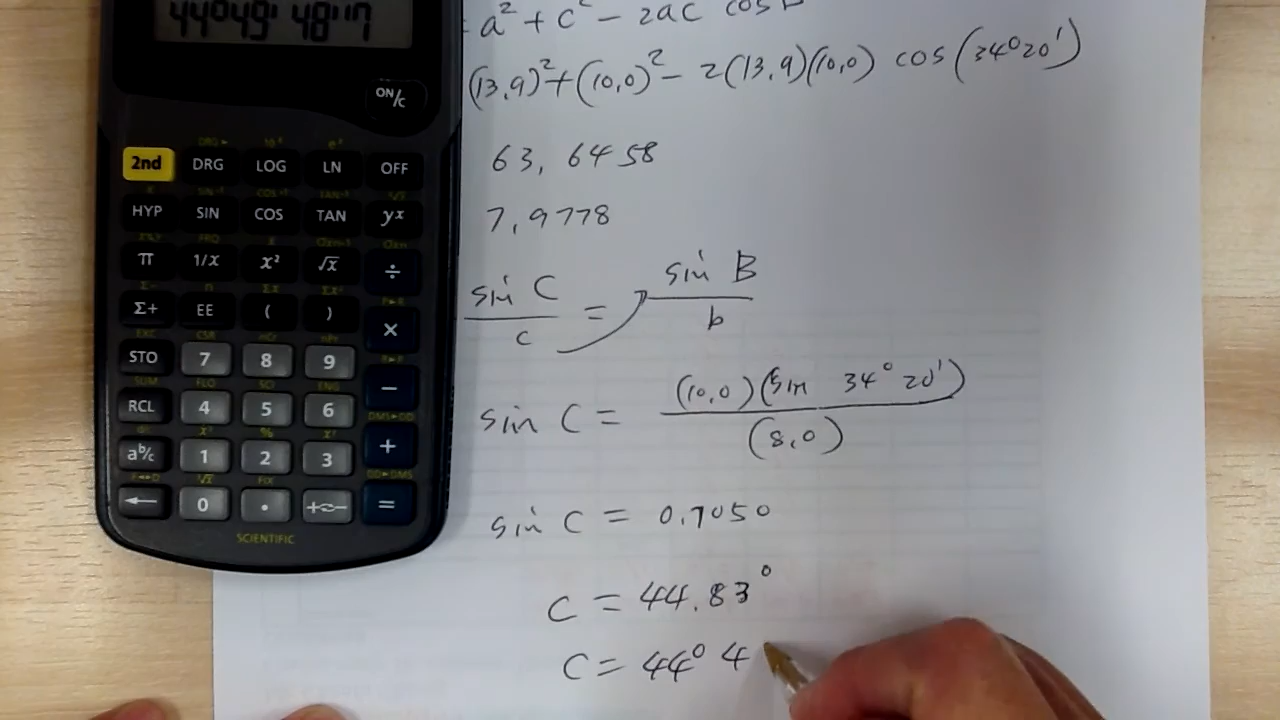 44°49'48"17
= a² + c² - 2ac cos B
(13,9)² + (10,0)² - 2(13,9)(10,0) cos(34°20')
63,6458
7,9778
sin C / c = sin B / b
sin C = (10,0)(sin 34°20') / (8,0)
sin C = 0,7050
C = 44.83°
C = 44° 4
ON/C
2nd DRG LOG LN OFF
HYP SIN COS TAN yˣ
π 1/x x² √x ÷
Σ+ EE ( ) ×
STO 7 8 9 −
RCL 4 5 6 +
a b/c 1 2 3
← 0 . +⇄− =
SCIENTIFIC